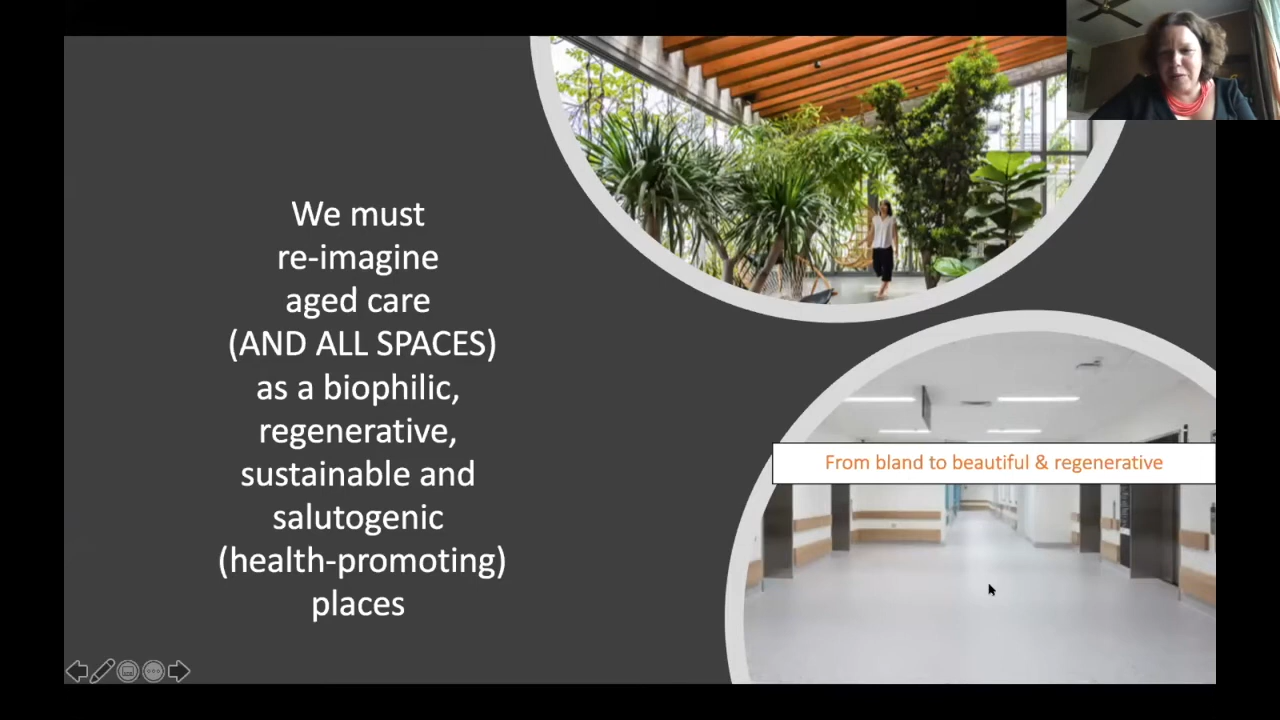 We must
re-imagine
aged care
(AND ALL SPACES)
as a biophilic,
regenerative,
sustainable and
salutogenic
(health-promoting)
places
From bland to beautiful & regenerative